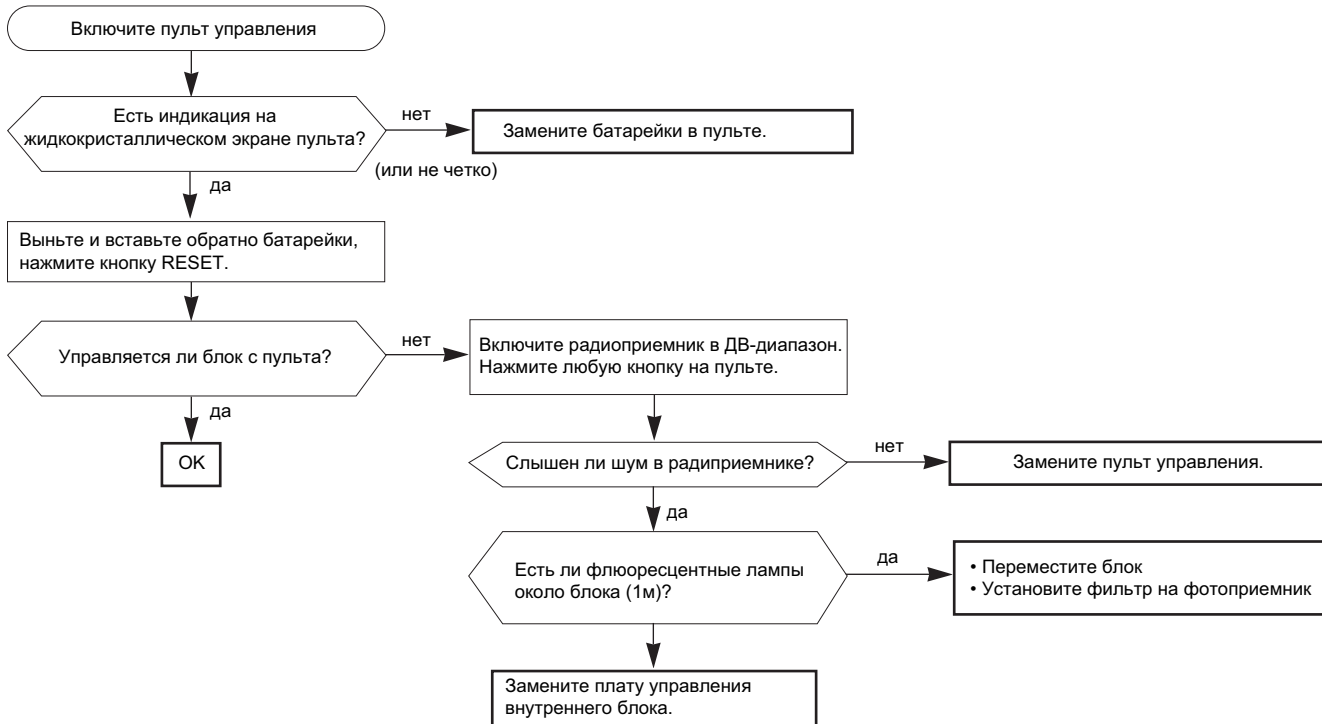 Включите пульт управления
Есть индикация на
жидкокристаллическом экране пульта?
нет
(или не четко)
Замените батарейки в пульте.
да
Выньте и вставьте обратно батарейки,
нажмите кнопку RESET.
Управляется ли блок с пульта?
нет
Включите радиоприемник в ДВ-диапазон.
Нажмите любую кнопку на пульте.
да
OK
Слышен ли шум в радиприемнике?
нет
Замените пульт управления.
да
Есть ли флюоресцентные лампы
около блока (1м)?
да
• Переместите блок
• Установите фильтр на фотоприемник
Замените плату управления
внутреннего блока.